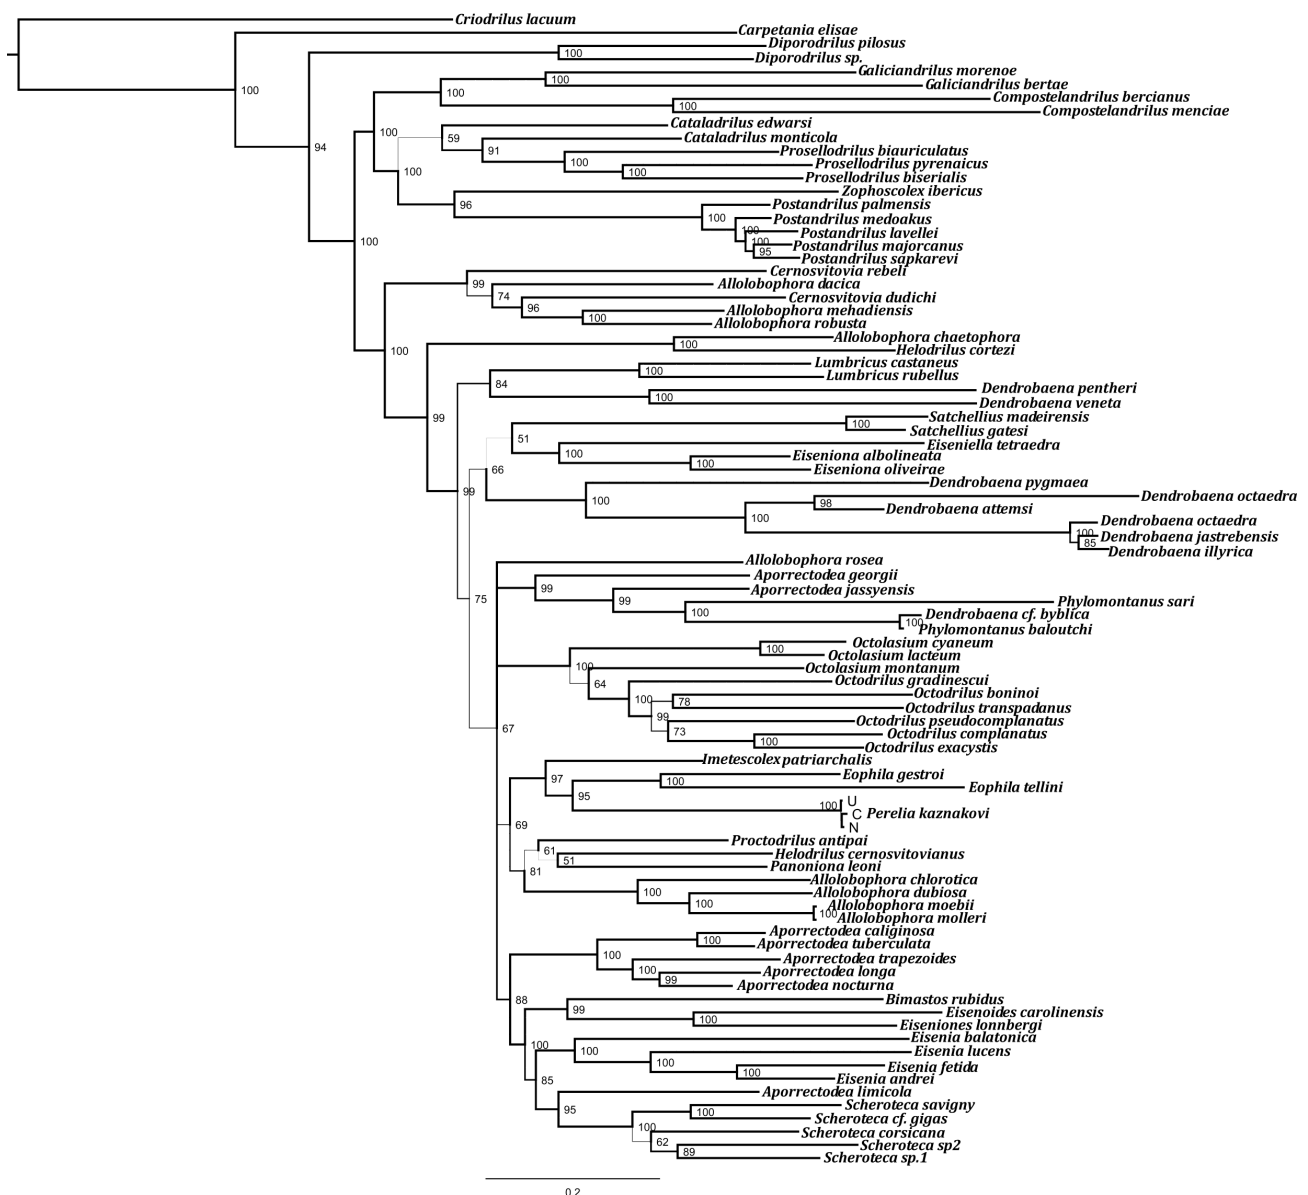 Criodrilus lacuum
Carpetania elisae
Diporodrilus pilosus
100
Diporodrilus sp.
Galiciandrilus morenoe
100
Galiciandrilus bertae
100
100
Compostelandrilus bercianus
100
Compostelandrilus menciae
Cataladrilus edwarsi
100
59
Cataladrilus monticola
94
91
Prosellodrilus biauriculatus
100
Prosellodrilus pyrenaicus
100
100
Prosellodrilus biserialis
Zophoscolex ibericus
96
Postandrilus palmensis
100
Postandrilus medoakus
100
Postandrilus lavellei
100
100
Postandrilus majorcanus
95
Postandrilus sapkarevi
Cernosvitovia rebeli
99
Allolobophora dacica
74
Cernosvitovia dudichi
96
Allolobophora mehadiensis
100
Allolobophora robusta
Allolobophora chaetophora
100
100
Helodrilus cortezi
Lumbricus castaneus
100
Lumbricus rubellus
84
Dendrobaena pentheri
100
Dendrobaena veneta
99
Satchellius madeirensis
100
Satchellius gatesi
51
Eiseniella tetraedra
100
Eiseniona albolineata
100
Eiseniona oliveirae
66
Dendrobaena pygmaea
99
100
Dendrobaena octaedra
98
Dendrobaena attemsi
100
Dendrobaena octaedra
100
Dendrobaena jastrebensis
85
Dendrobaena illyrica
Allolobophora rosea
Aporrectodea georgii
99
Aporrectodea jassyensis
75
99
Phylomontanus sari
100
Dendrobaena cf. byblica
100
Phylomontanus baloutchi
Octolasium cyaneum
100
Octolasium lacteum
100
Octolasium montanum
64
Octodrilus gradinescui
100
Octodrilus boninoi
78
Octodrilus transpadanus
99
Octodrilus pseudocomplanatus
67
73
Octodrilus complanatus
100
Octodrilus exacystis
Imetescolex patriarchalis
97
Eophila gestroi
100
Eophila tellini
95
U
100
C Perelia kaznakovi
69
N
Proctodrilus antipai
61
Helodrilus cernosvitovianus
51
Panoniona leoni
81
Allolobophora chlorotica
100
Allolobophora dubiosa
100
Allolobophora moebii
100
Allolobophora molleri
Aporrectodea caliginosa
100
Aporrectodea tuberculata
100
Aporrectodea trapezoides
100
Aporrectodea longa
99
Aporrectodea nocturna
88
Bimastos rubidus
99
Eisenoides carolinensis
100
Eiseniones lonnbergi
Eisenia balatonica
100
100
Eisenia lucens
100
Eisenia fetida
100
Eisenia andrei
85
Aporrectodea limicola
95
Scheroteca savigny
100
Scheroteca cf. gigas
100
Scheroteca corsicana
62
Scheroteca sp2
89
Scheroteca sp.1
0.2